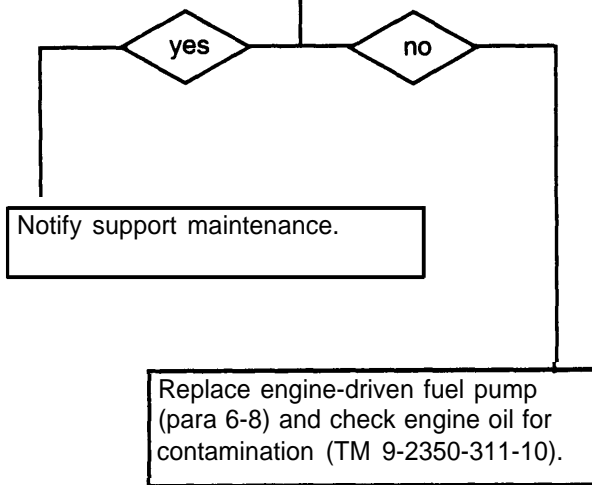 yes
no
Notify support maintenance.
Replace engine-driven fuel pump
(para 6-8) and check engine oil for
contamination (TM 9-2350-311-10).